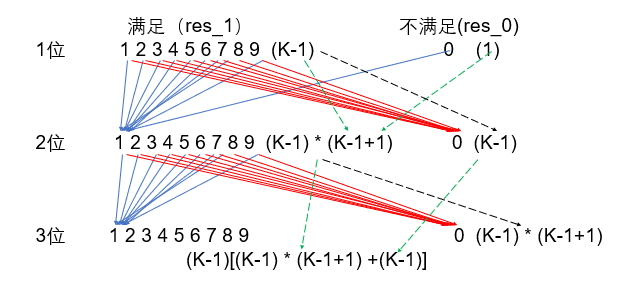 满足（res_1） 不满足(res_0)
1位 1 2 3 4 5 6 7 8 9 (K-1) 0 (1)
2位 1 2 3 4 5 6 7 8 9 (K-1) * (K-1+1) 0 (K-1)
3位 1 2 3 4 5 6 7 8 9 0 (K-1) * (K-1+1)
(K-1)[(K-1) * (K-1+1) +(K-1)]